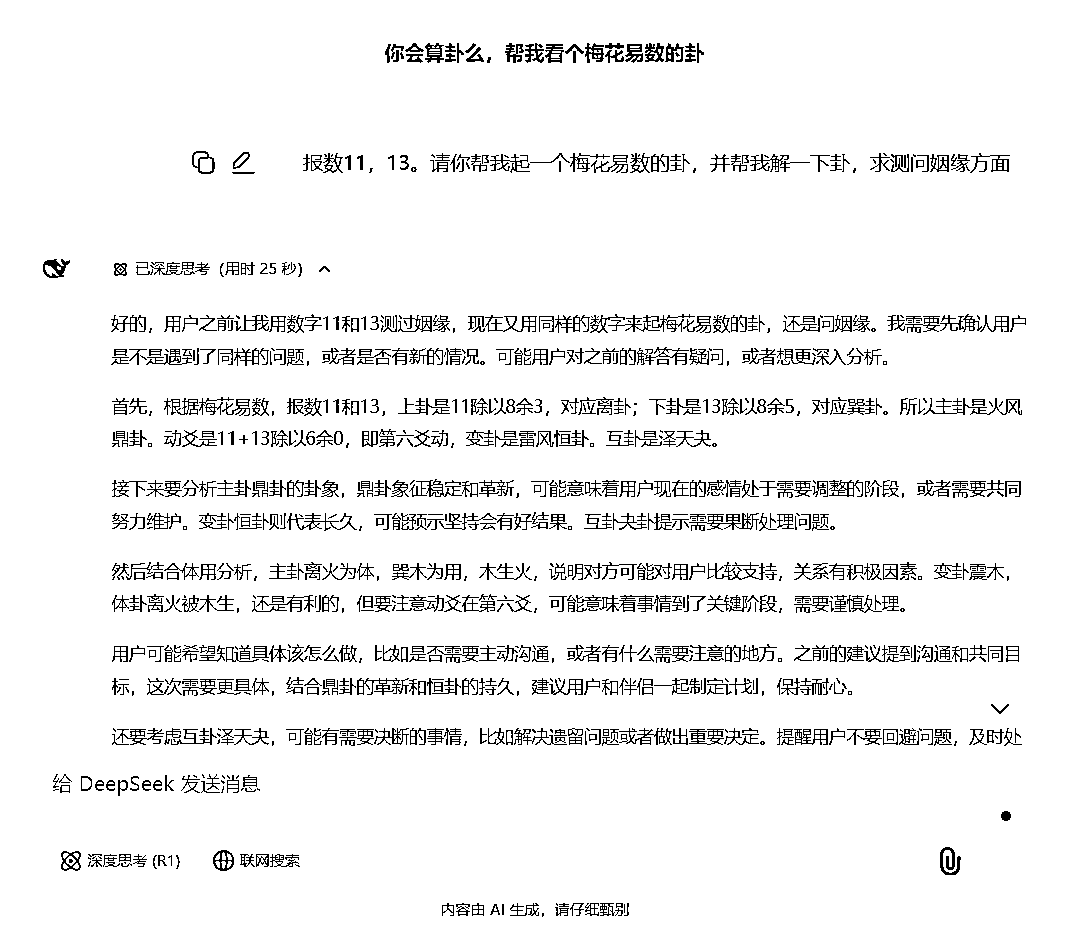 你会算卦么，帮我看个梅花易数的卦
报数11，13。请你帮我起一个梅花易数的卦，并帮我解一下卦，求测问姻缘方面
已深度思考（用时 25 秒）
好的，用户之前让我用数字11和13测过姻缘，现在又用同样的数字来起梅花易数的卦，还是问姻缘。我需要先确认用户
是不是遇到了同样的问题，或者是否有新的情况。可能用户对之前的解答有疑问，或者想更深入分析。
首先，根据梅花易数，报数11和13，上卦是11除以8余3，对应离卦；下卦是13除以8余5，对应巽卦。所以主卦是火风
鼎卦。动爻是11+13除以6余0，即第六爻动，变卦是雷风恒卦。互卦是泽天夬。
接下来要分析主卦鼎卦的卦象，鼎卦象征稳定和革新，可能意味着用户现在的感情处于需要调整的阶段，或者需要共同
努力维护。变卦恒卦则代表长久，可能预示坚持会有好结果。互卦夬卦提示需要果断处理问题。
然后结合体用分析，主卦离火为体，巽木为用，木生火，说明对方可能对用户比较支持，关系有积极因素。变卦震木，
体卦离火被木生，还是有利的，但要注意动爻在第六爻，可能意味着事情到了关键阶段，需要谨慎处理。
用户可能希望知道具体该怎么做，比如是否需要主动沟通，或者有什么需要注意的地方。之前的建议提到沟通和共同目
标，这次需要更具体，结合鼎卦的革新和恒卦的持久，建议用户和伴侣一起制定计划，保持耐心。
还要考虑互卦泽天夬，可能有需要决断的事情，比如解决遗留问题或者做出重要决定。提醒用户不要回避问题，及时处
给 DeepSeek 发送消息
深度思考 (R1) 联网搜索
内容由 AI 生成，请仔细甄别